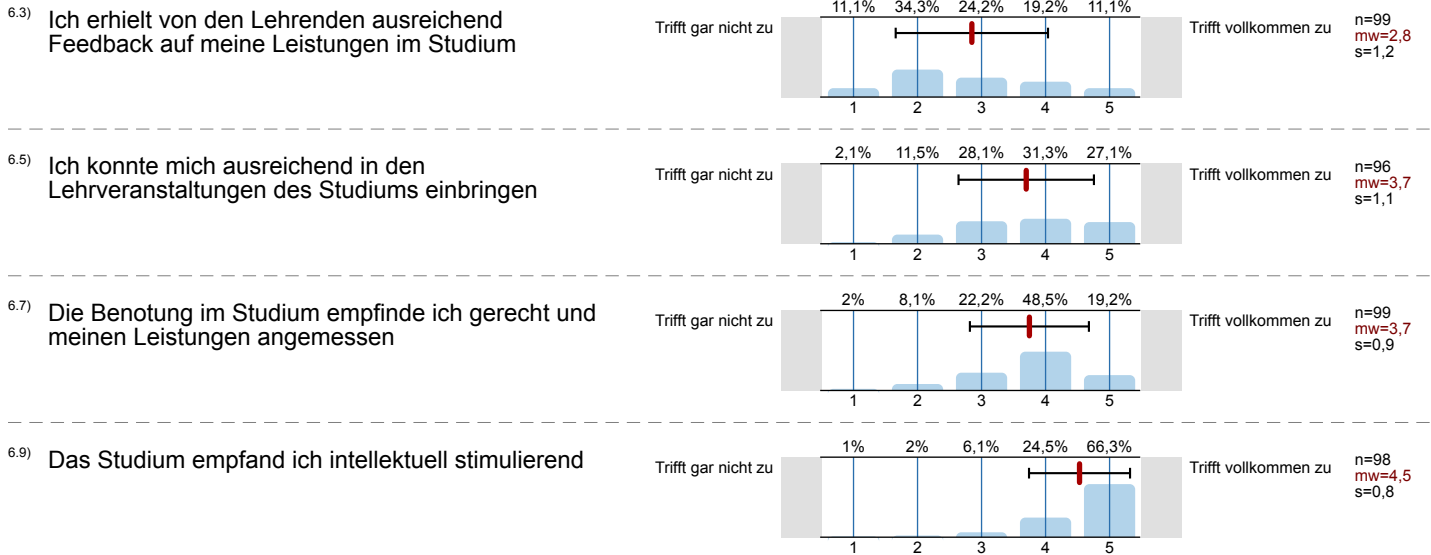 6.3) Ich erhielt von den Lehrenden ausreichend
Feedback auf meine Leistungen im Studium
11,1% 34,3% 24,2% 19,2% 11,1%
Trifft gar nicht zu
Trifft vollkommen zu
n=99
mw=2,8
s=1,2
1 2 3 4 5
6.5) Ich konnte mich ausreichend in den
Lehrveranstaltungen des Studiums einbringen
2,1% 11,5% 28,1% 31,3% 27,1%
Trifft gar nicht zu
Trifft vollkommen zu
n=96
mw=3,7
s=1,1
1 2 3 4 5
6.7) Die Benotung im Studium empfinde ich gerecht und
meinen Leistungen angemessen
2% 8,1% 22,2% 48,5% 19,2%
Trifft gar nicht zu
Trifft vollkommen zu
n=99
mw=3,7
s=0,9
1 2 3 4 5
6.9) Das Studium empfand ich intellektuell stimulierend
1% 2% 6,1% 24,5% 66,3%
Trifft gar nicht zu
Trifft vollkommen zu
n=98
mw=4,5
s=0,8
1 2 3 4 5